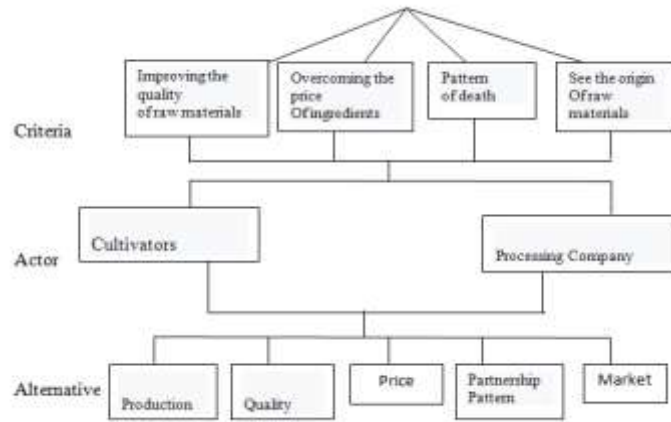 Improving the
quality
of raw materials
Overcoming the
price
Of ingredients
Pattern
of death
See the origin
Of raw
materials
Criteria
Cultivators
Processing Company
Actor
Production
Quality
Price
Partnership
Pattern
Market
Alternative